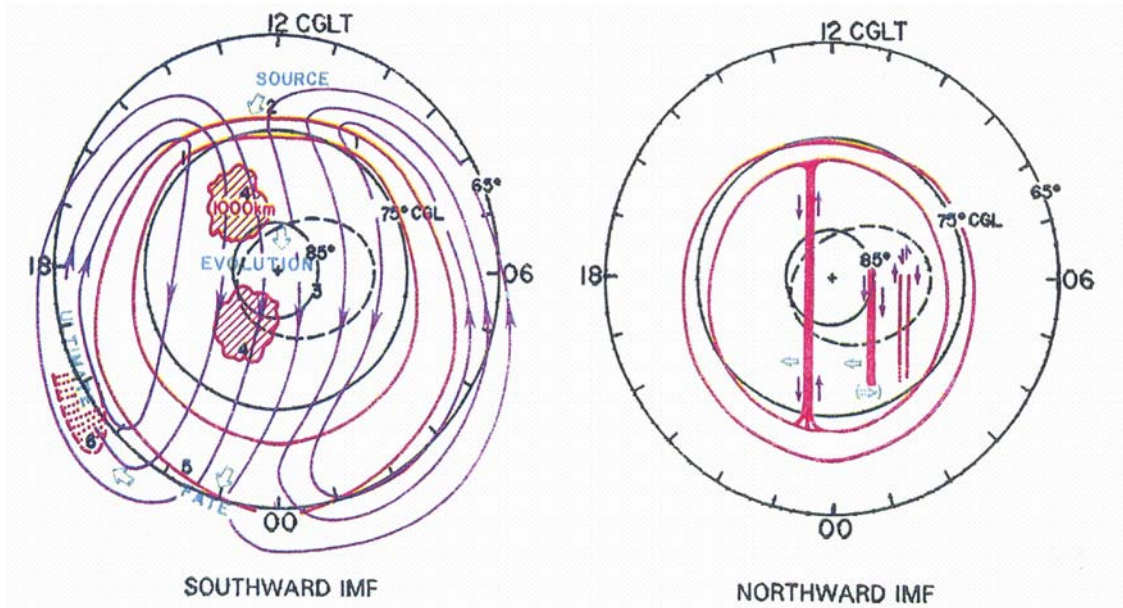 12 CGLT
SOURCE
2
1
1
65°
4
1000km
75° CGL
18
EVOLUTION
85°
06
3
4
ULTIMATE
6
5
FATE
00
SOUTHWARD IMF
12 CGLT
65°
75° CGL
18
85°
06
00
NORTHWARD IMF